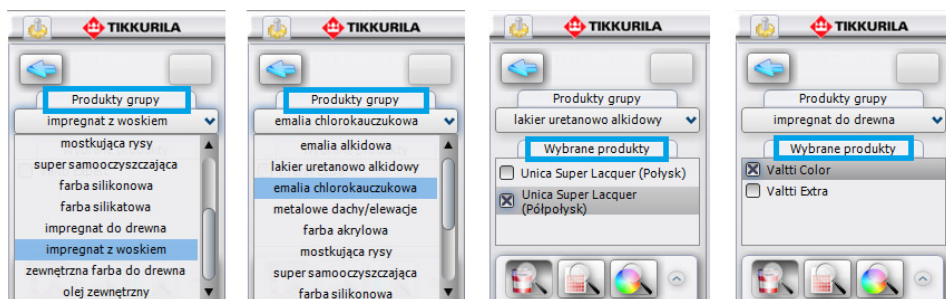 TIKKURILA
Produkty grupy
impregnat z woskiem
mostkująca rysy
super samooczyszczająca
farba silikonowa
farba silikatowa
impregnat do drewna
impregnat z woskiem
zewnętrzna farba do drewna
olej zewnętrzny
TIKKURILA
Produkty grupy
emalia chlorokauczukowa
emalia alkidowa
lakier uretanowo alkidowy
emalia chlorokauczukowa
metalowe dachy/elewacje
farba akrylowa
mostkująca rysy
super samooczyszczająca
farba silikonowa
TIKKURILA
Produkty grupy
lakier uretanowo alkidowy
Wybrane produkty
Unica Super Lacquer (Połysk)
Unica Super Lacquer
(Półpołysk)
TIKKURILA
Produkty grupy
impregnat do drewna
Wybrane produkty
Valtti Color
Valtti Extra